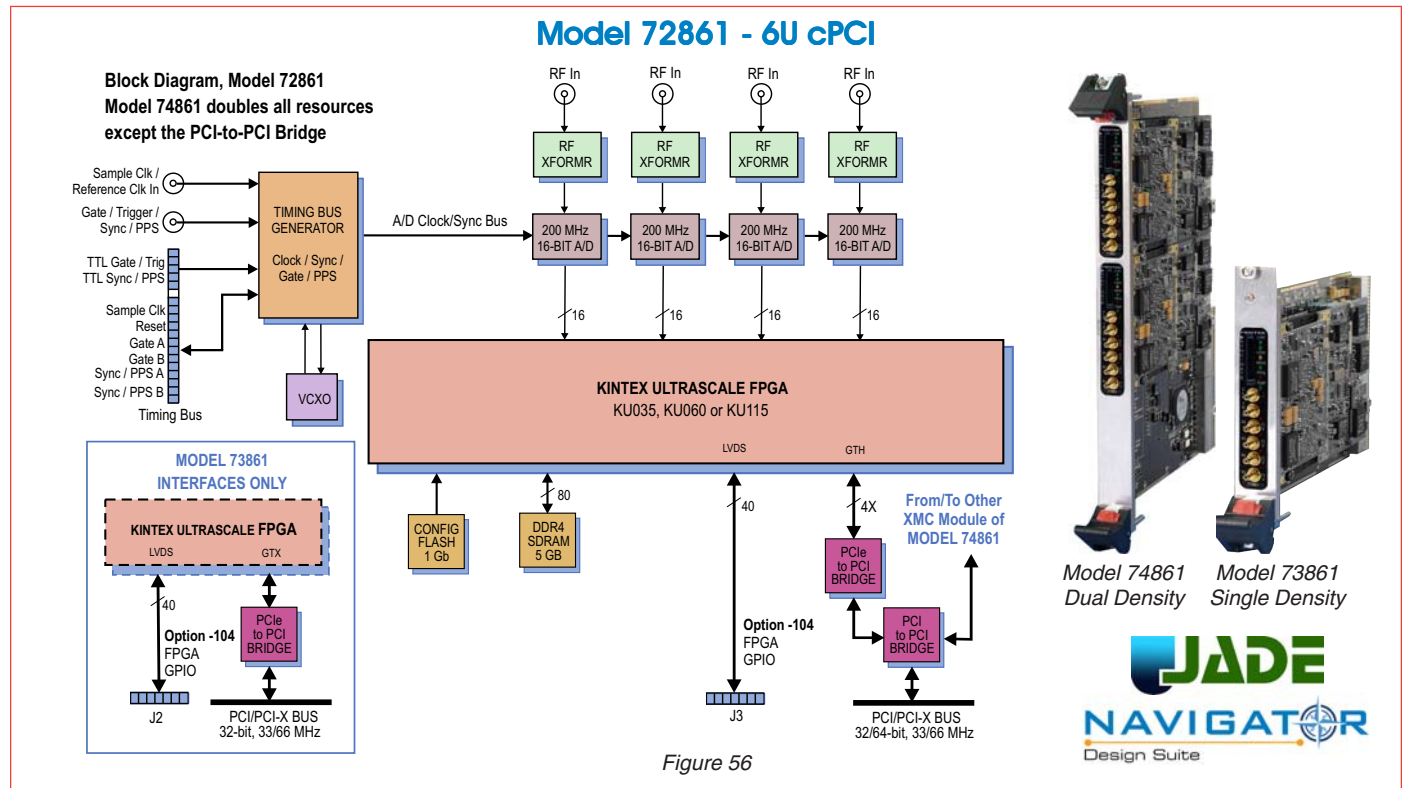 Model 72861 - 6U cPCI
Block Diagram, Model 72861
Model 74861 doubles all resources
except the PCI-to-PCI Bridge
RF In
RF In
RF In
RF In
RF
XFORMR
RF
XFORMR
RF
XFORMR
RF
XFORMR
Sample Clk /
Reference Clk In
Gate / Trigger /
Sync / PPS
TTL Gate / Trig
TTL Sync / PPS
Sample Clk
Reset
Gate A
Gate B
Sync / PPS A
Sync / PPS B
Timing Bus
TIMING BUS
GENERATOR
Clock / Sync /
Gate / PPS
VCXO
A/D Clock/Sync Bus
200 MHz
16-BIT A/D
200 MHz
16-BIT A/D
200 MHz
16-BIT A/D
200 MHz
16-BIT A/D
16
16
16
16
KINTEX ULTRASCALE FPGA
KU035, KU060 or KU115
LVDS
GTH
MODEL 73861
INTERFACES ONLY
KINTEX ULTRASCALE FPGA
LVDS
GTX
40
PCIe
to PCI
BRIDGE
Option -104
FPGA
GPIO
J2
PCI/PCI-X BUS
32-bit, 33/66 MHz
CONFIG
FLASH
1 Gb
80
DDR4
SDRAM
5 GB
40
4X
From/To Other
XMC Module of
MODEL 74861
PCIe
to PCI
BRIDGE
PCI
to PCI
BRIDGE
Option -104
FPGA
GPIO
J3
PCI/PCI-X BUS
32/64-bit, 33/66 MHz
Figure 56
Model 74861
Dual Density
Model 73861
Single Density
JADE
NAVIGATOR
Design Suite